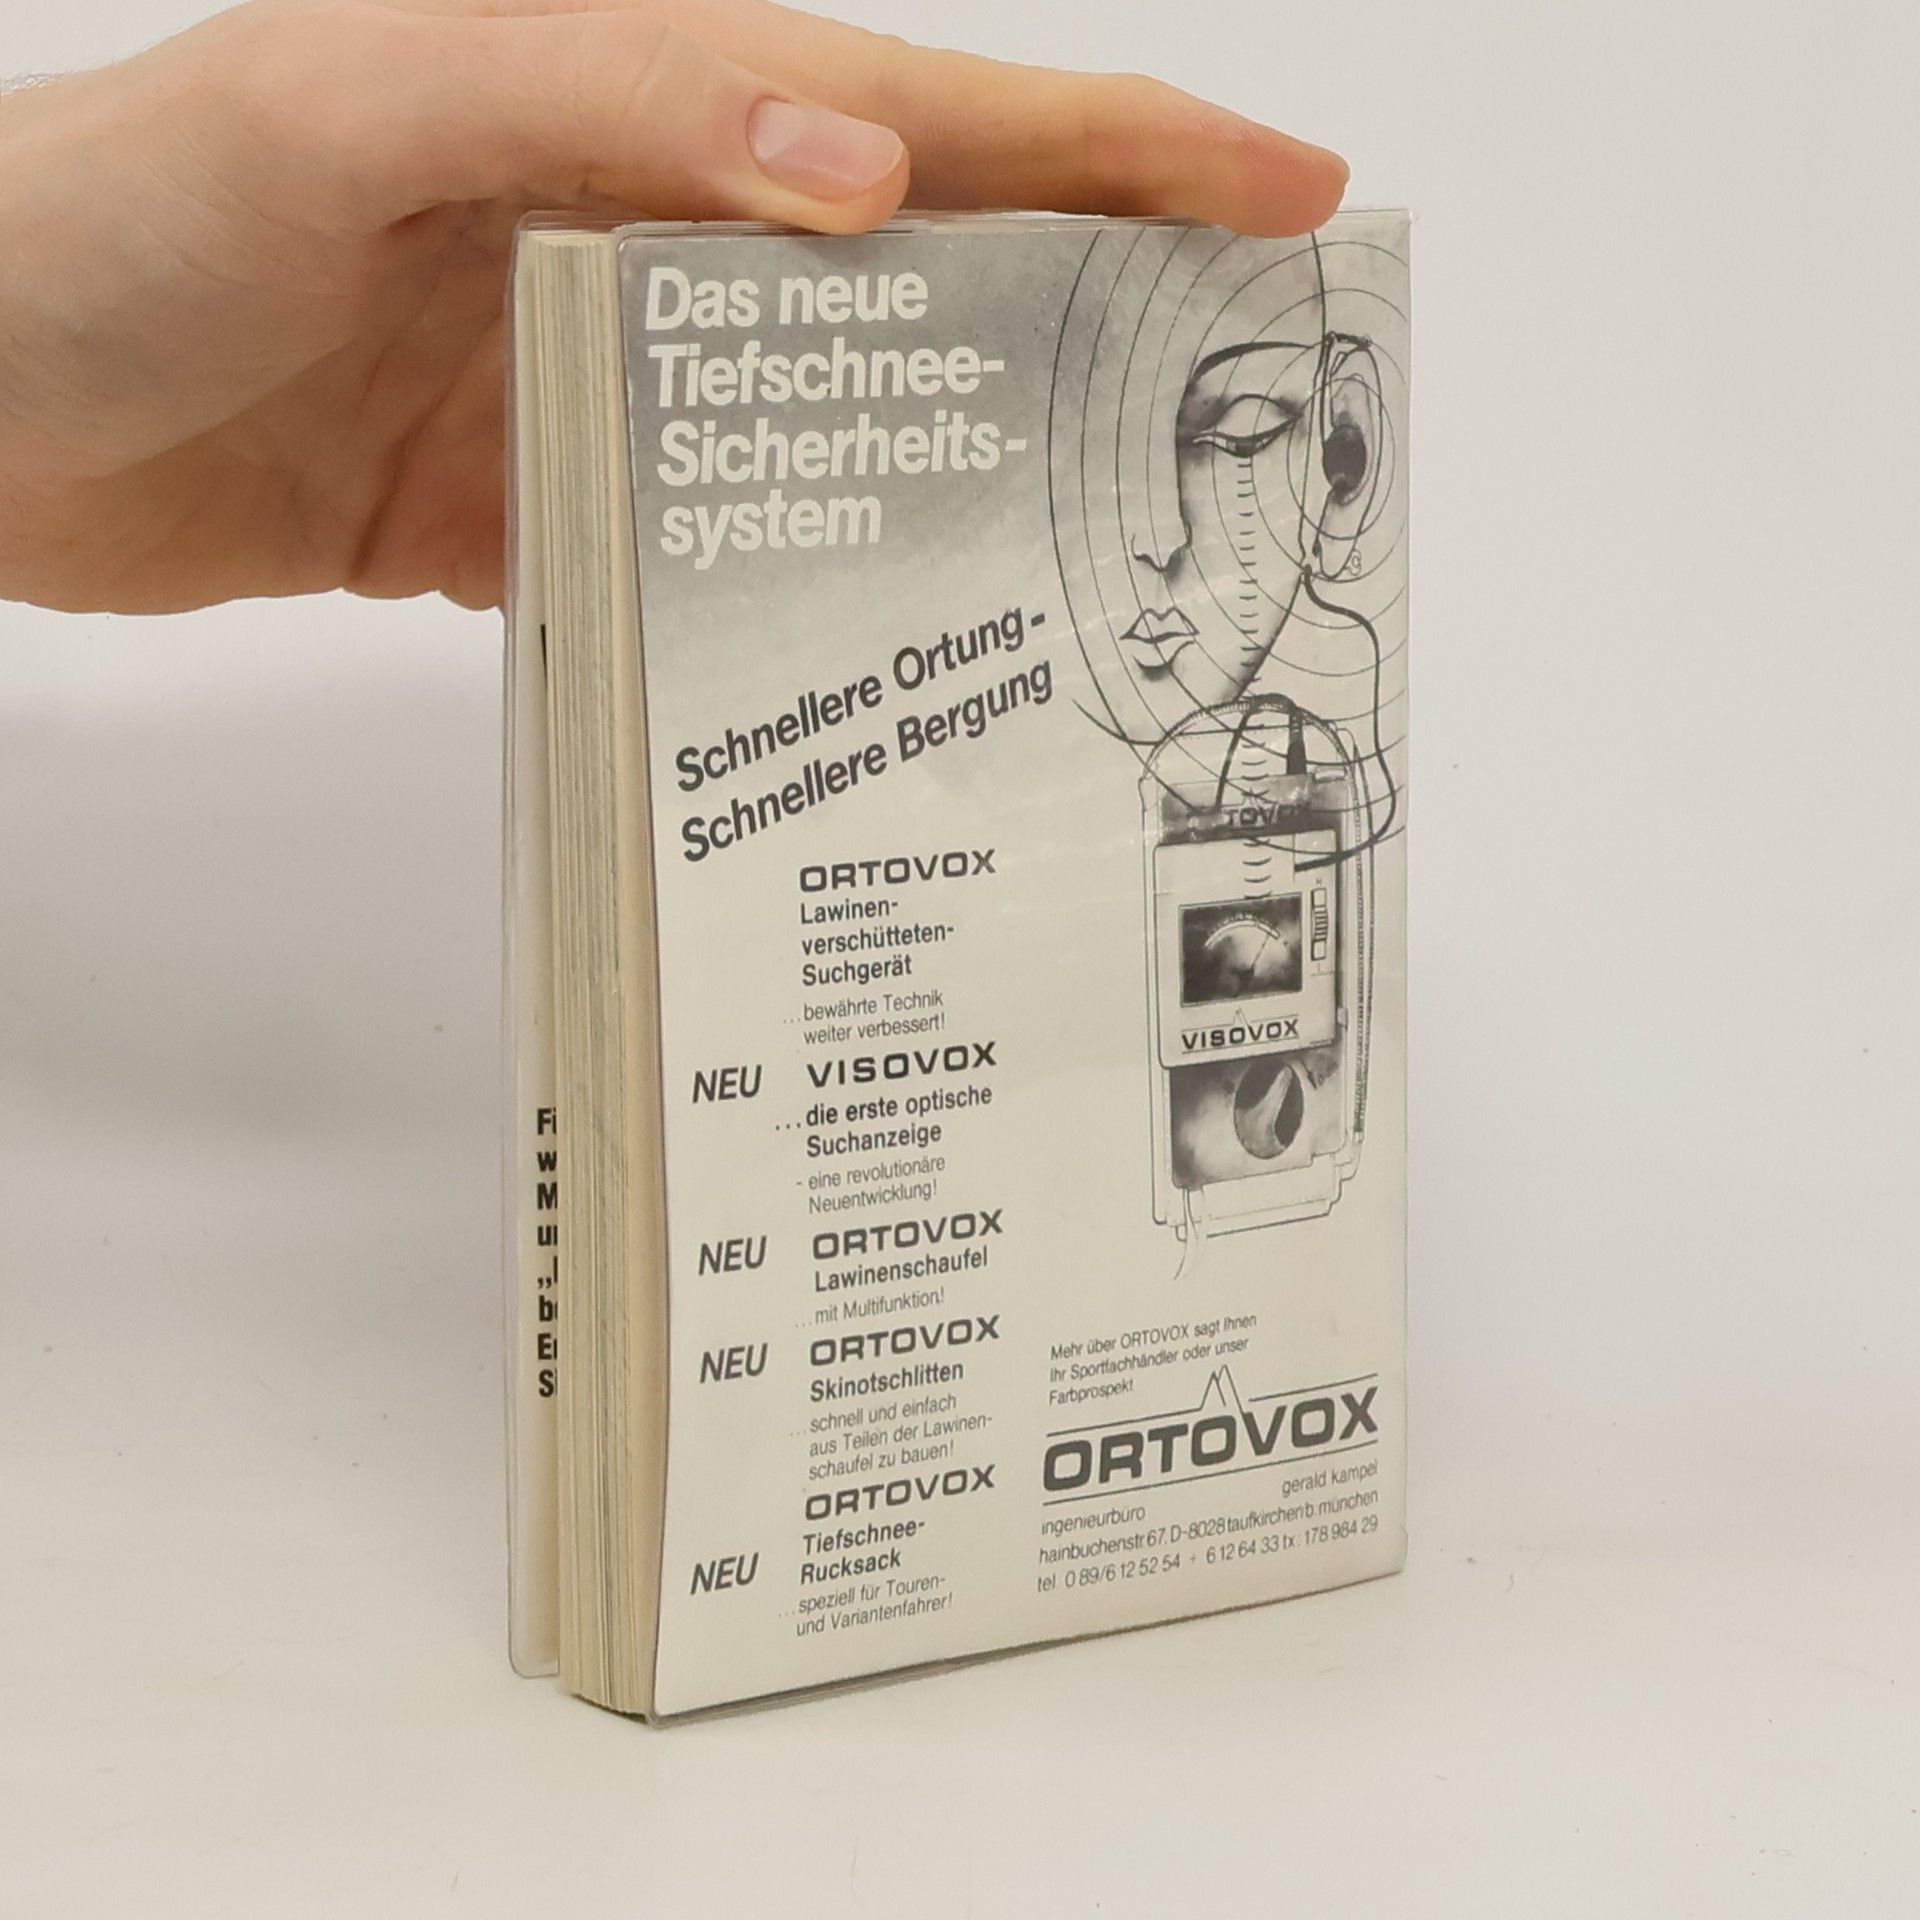 Das neue
Tiefschnee-
Sicherheits-
system
Schnellere Ortung-
Schnellere Bergung
ORTOVOX
Lawinen-
verschütteten-
Suchgerät
...bewährte Technik
weiter verbessert!
NEU VISOVOX
...die erste optische
Suchanzeige
- eine revolutionäre
Neuentwicklung!
NEU ORTOVOX
Lawinenschaufel
...mit Multifunktion!
NEU ORTOVOX
Skinotschlitten
...schnell und einfach
aus Teilen der Lawinen-
schaufel zu bauen!
ORTOVOX
Tiefschnee-
NEU Rucksack
...speziell für Touren-
und Variantenfahrer!
VISOVOX
Mehr über ORTOVOX sagt Ihnen
Ihr Sportfachhändler oder unser
Farbprospekt
ORTOVOX
gerald kampel
ingenieurbüro
hainbuchenstr. 67, D-8028 taufkirchen b. münchen
tel. 0 89/6 12 52 54 + 6 12 64 33 tx: 178 984 29